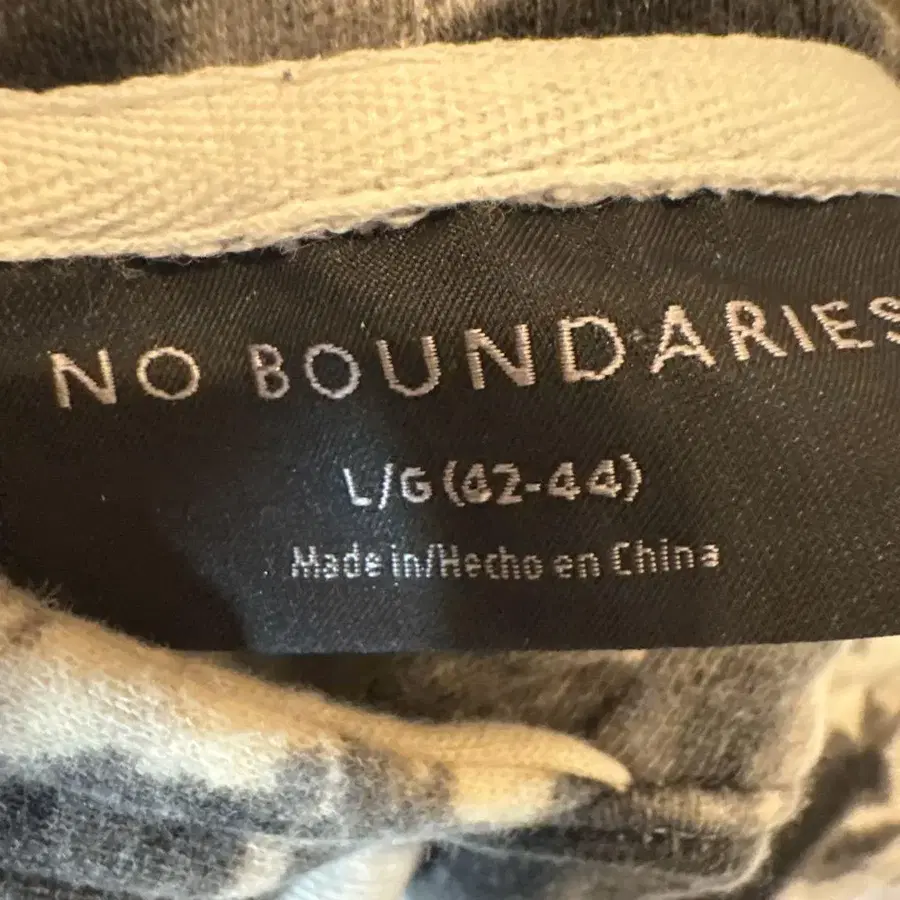 NO BOUNDARIES
L/G (42-44)
Made in/Hecho en China